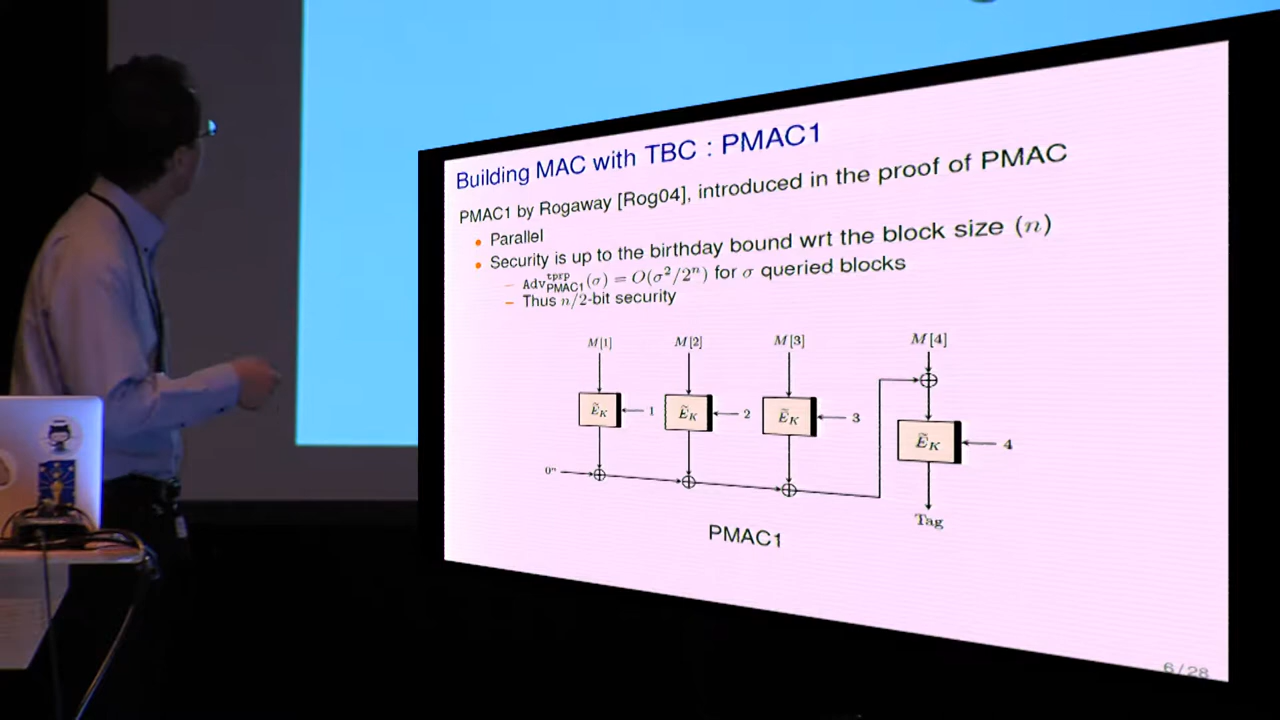 Building MAC with TBC : PMAC1
PMAC1 by Rogaway [Rog04], introduced in the proof of PMAC
• Parallel
• Security is up to the birthday bound wrt the block size (n)
– Adv^{tprp}_{PMAC1}(σ) = O(σ²/2ⁿ) for σ queried blocks
– Thus n/2-bit security
M[1] M[2] M[3] M[4]
Ẽ_K 1 Ẽ_K 2 Ẽ_K 3 Ẽ_K 4
0ⁿ
Tag
PMAC1
6/28